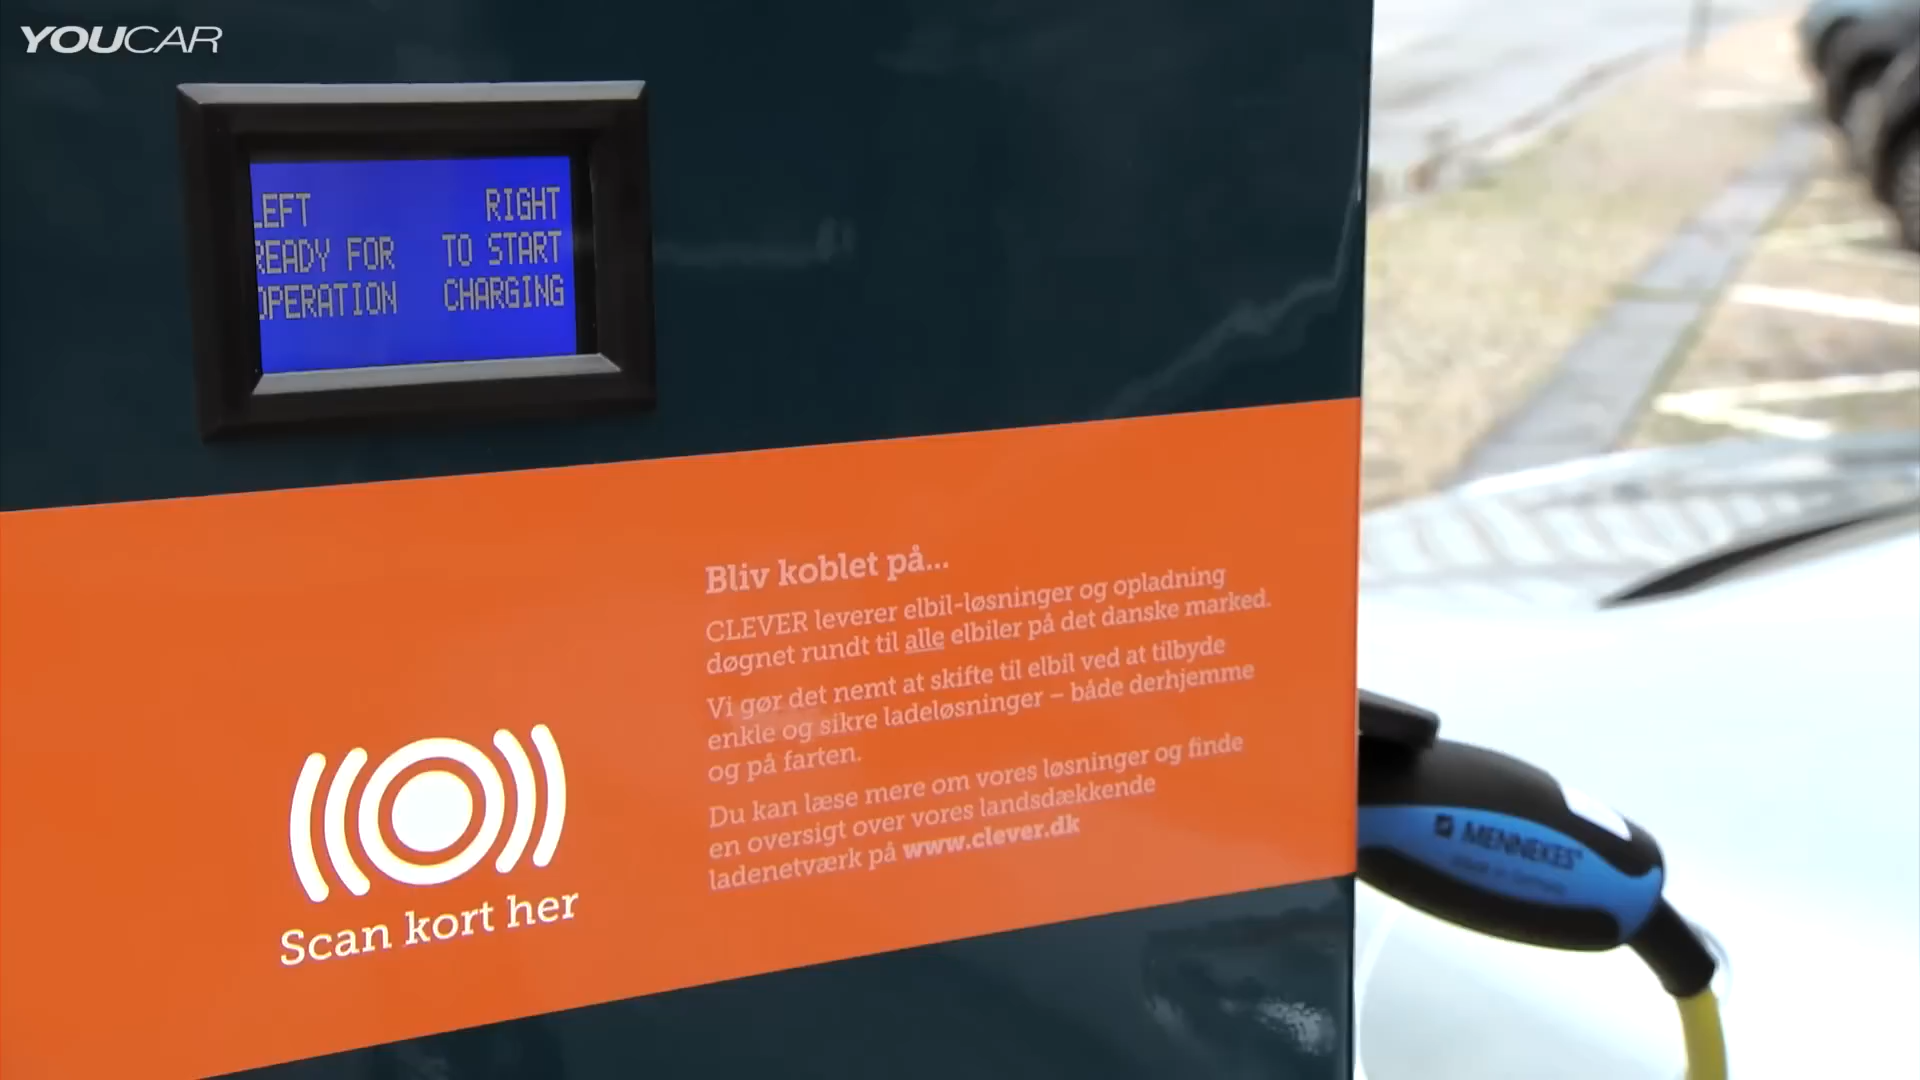 YOUCAR
LEFT RIGHT
READY FOR TO START
OPERATION CHARGING
Bliv koblet på...
CLEVER leverer elbil-løsninger og opladning
døgnet rundt til alle elbiler på det danske marked.
Vi gør det nemt at skifte til elbil ved at tilbyde
enkle og sikre ladeløsninger – både derhjemme
og på farten.
Du kan læse mere om vores løsninger og finde
en oversigt over vores landsdækkende
ladenetværk på www.clever.dk
Scan kort her
MENNEKES